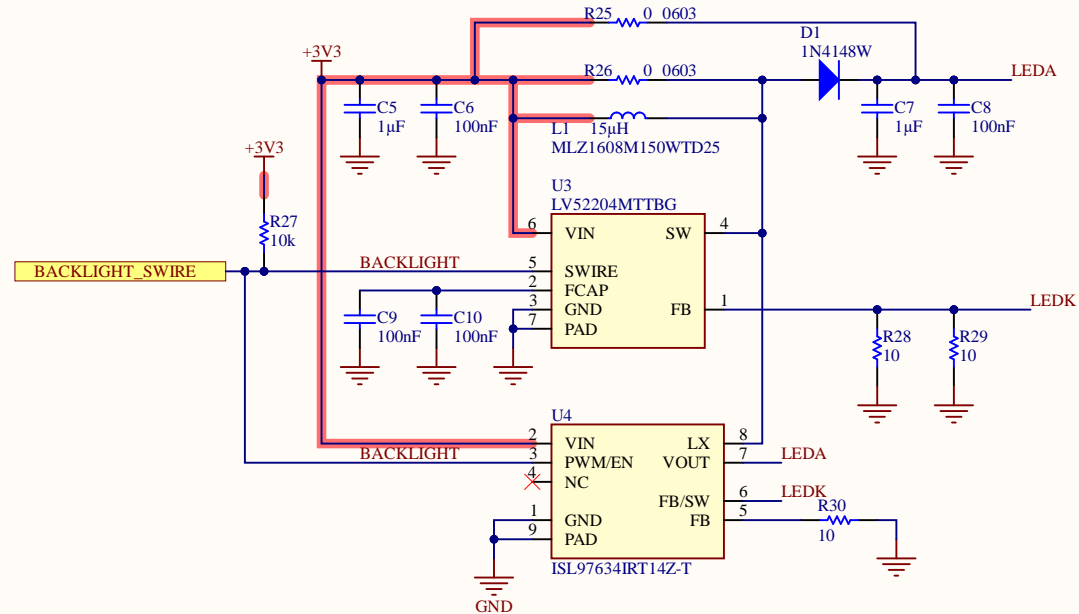 R25 0 0603
D1
1N4148W
+3V3
R26 0 0603
LEDA
C5
1µF
C6
100nF
C7
1µF
C8
100nF
L1 15µH
MLZ1608M150WTD25
+3V3
U3
LV52204MTTBG
R27
10k
6 VIN SW 4
BACKLIGHT_SWIRE
BACKLIGHT 5 SWIRE
2 FCAP
3 GND FB 1
LEDK
7 PAD
C9
100nF
C10
100nF
R28
10
R29
10
U4
2 VIN LX 8
BACKLIGHT 3 PWM/EN VOUT 7 LEDA
4 NC
FB/SW 6 LEDK
1 GND FB 5
R30
10
9 PAD
ISL97634IRT14Z-T
GND